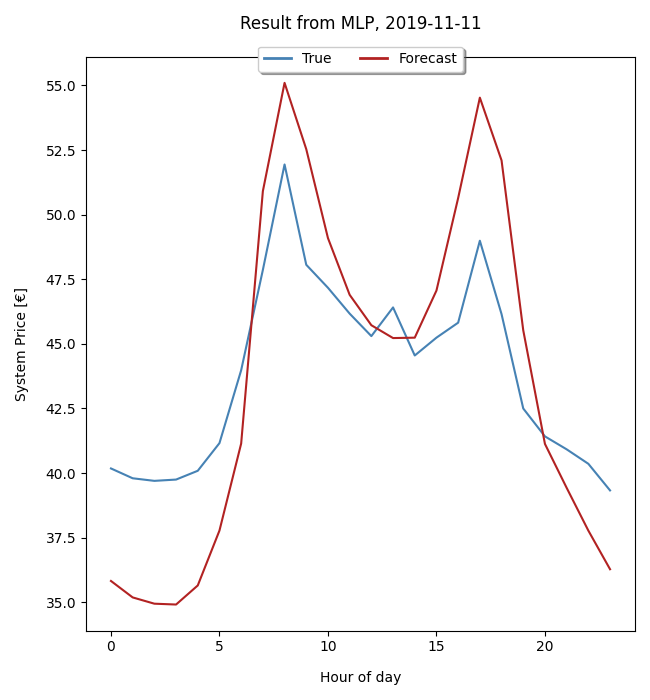 Result from MLP, 2019-11-11
True Forecast
System Price [€]
55.0
52.5
50.0
47.5
45.0
42.5
40.0
37.5
35.0
0 5 10 15 20
Hour of day